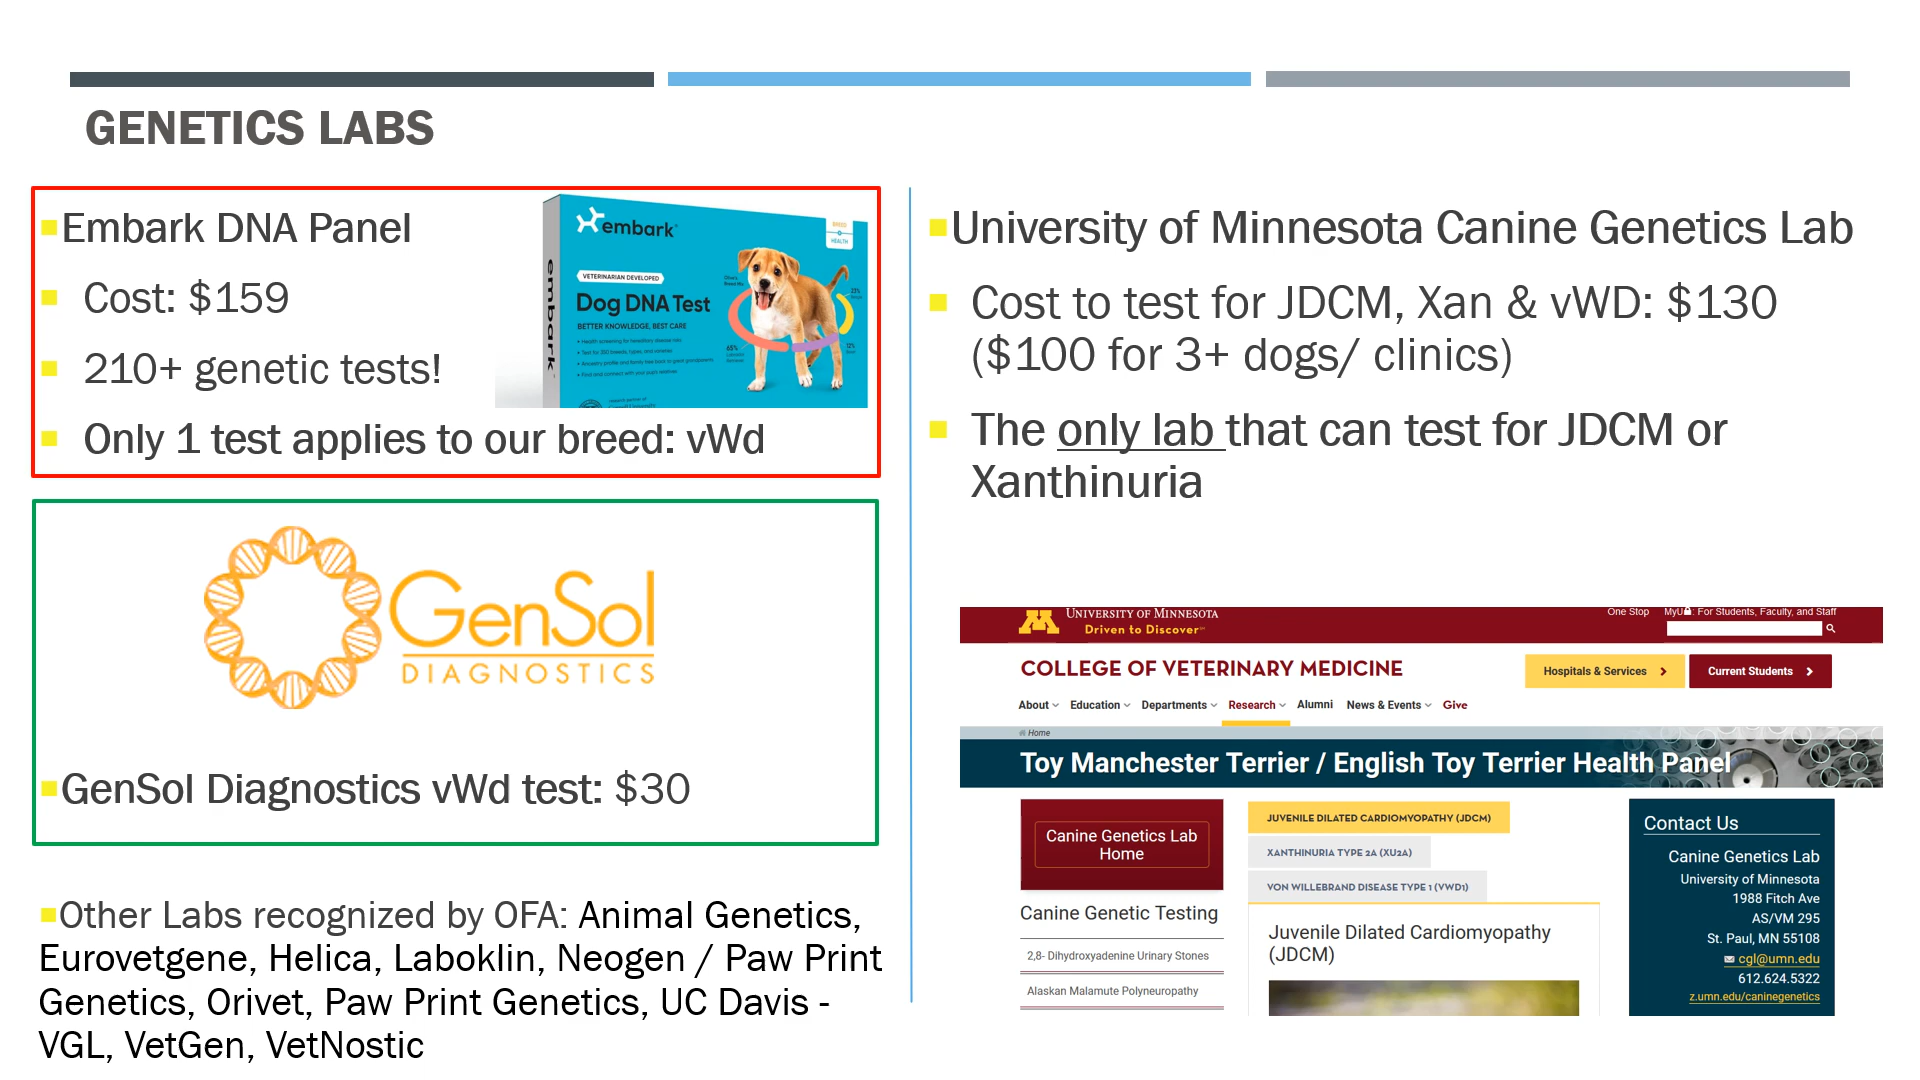 GENETICS LABS
Embark DNA Panel
Cost: $159
210+ genetic tests!
Only 1 test applies to our breed: vWd
embark
BREED
HEALTH
VETERINARIAN DEVELOPED
Dog DNA Test
BETTER KNOWLEDGE, BEST CARE
embark
GenSol
DIAGNOSTICS
GenSol Diagnostics vWd test: $30
Other Labs recognized by OFA: Animal Genetics,
Eurovetgene, Helica, Laboklin, Neogen / Paw Print
Genetics, Orivet, Paw Print Genetics, UC Davis -
VGL, VetGen, VetNostic
University of Minnesota Canine Genetics Lab
Cost to test for JDCM, Xan & vWD: $130
($100 for 3+ dogs/ clinics)
The only lab that can test for JDCM or
Xanthinuria
UNIVERSITY OF MINNESOTA
Driven to Discover
One Stop MyU: For Students, Faculty, and Staff
COLLEGE OF VETERINARY MEDICINE
Hospitals & Services
Current Students
About Education Departments Research Alumni News & Events Give
Home
Toy Manchester Terrier / English Toy Terrier Health Panel
Canine Genetics Lab
Home
Canine Genetic Testing
2,8- Dihydroxyadenine Urinary Stones
Alaskan Malamute Polyneuropathy
JUVENILE DILATED CARDIOMYOPATHY (JDCM)
XANTHINURIA TYPE 2A (XU2A)
VON WILLEBRAND DISEASE TYPE 1 (VWD1)
Juvenile Dilated Cardiomyopathy
(JDCM)
Contact Us
Canine Genetics Lab
University of Minnesota
1988 Fitch Ave
AS/VM 295
St. Paul, MN 55108
cgl@umn.edu
612.624.5322
z.umn.edu/caninegenetics